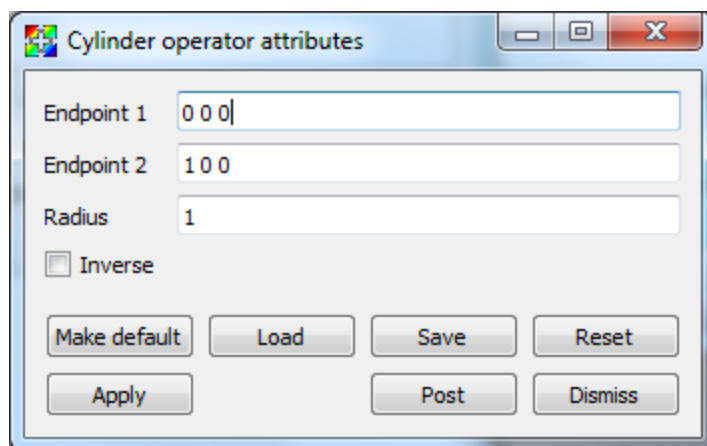 Cylinder operator attributes
Endpoint 1 0 0 0
Endpoint 2 1 0 0
Radius 1
Inverse
Make default Load Save Reset
Apply Post Dismiss